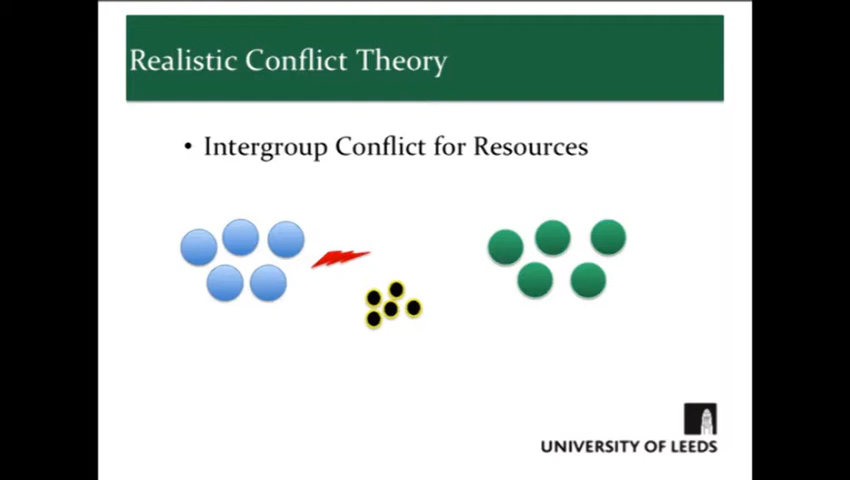 Realistic Conflict Theory
• Intergroup Conflict for Resources
UNIVERSITY OF LEEDS